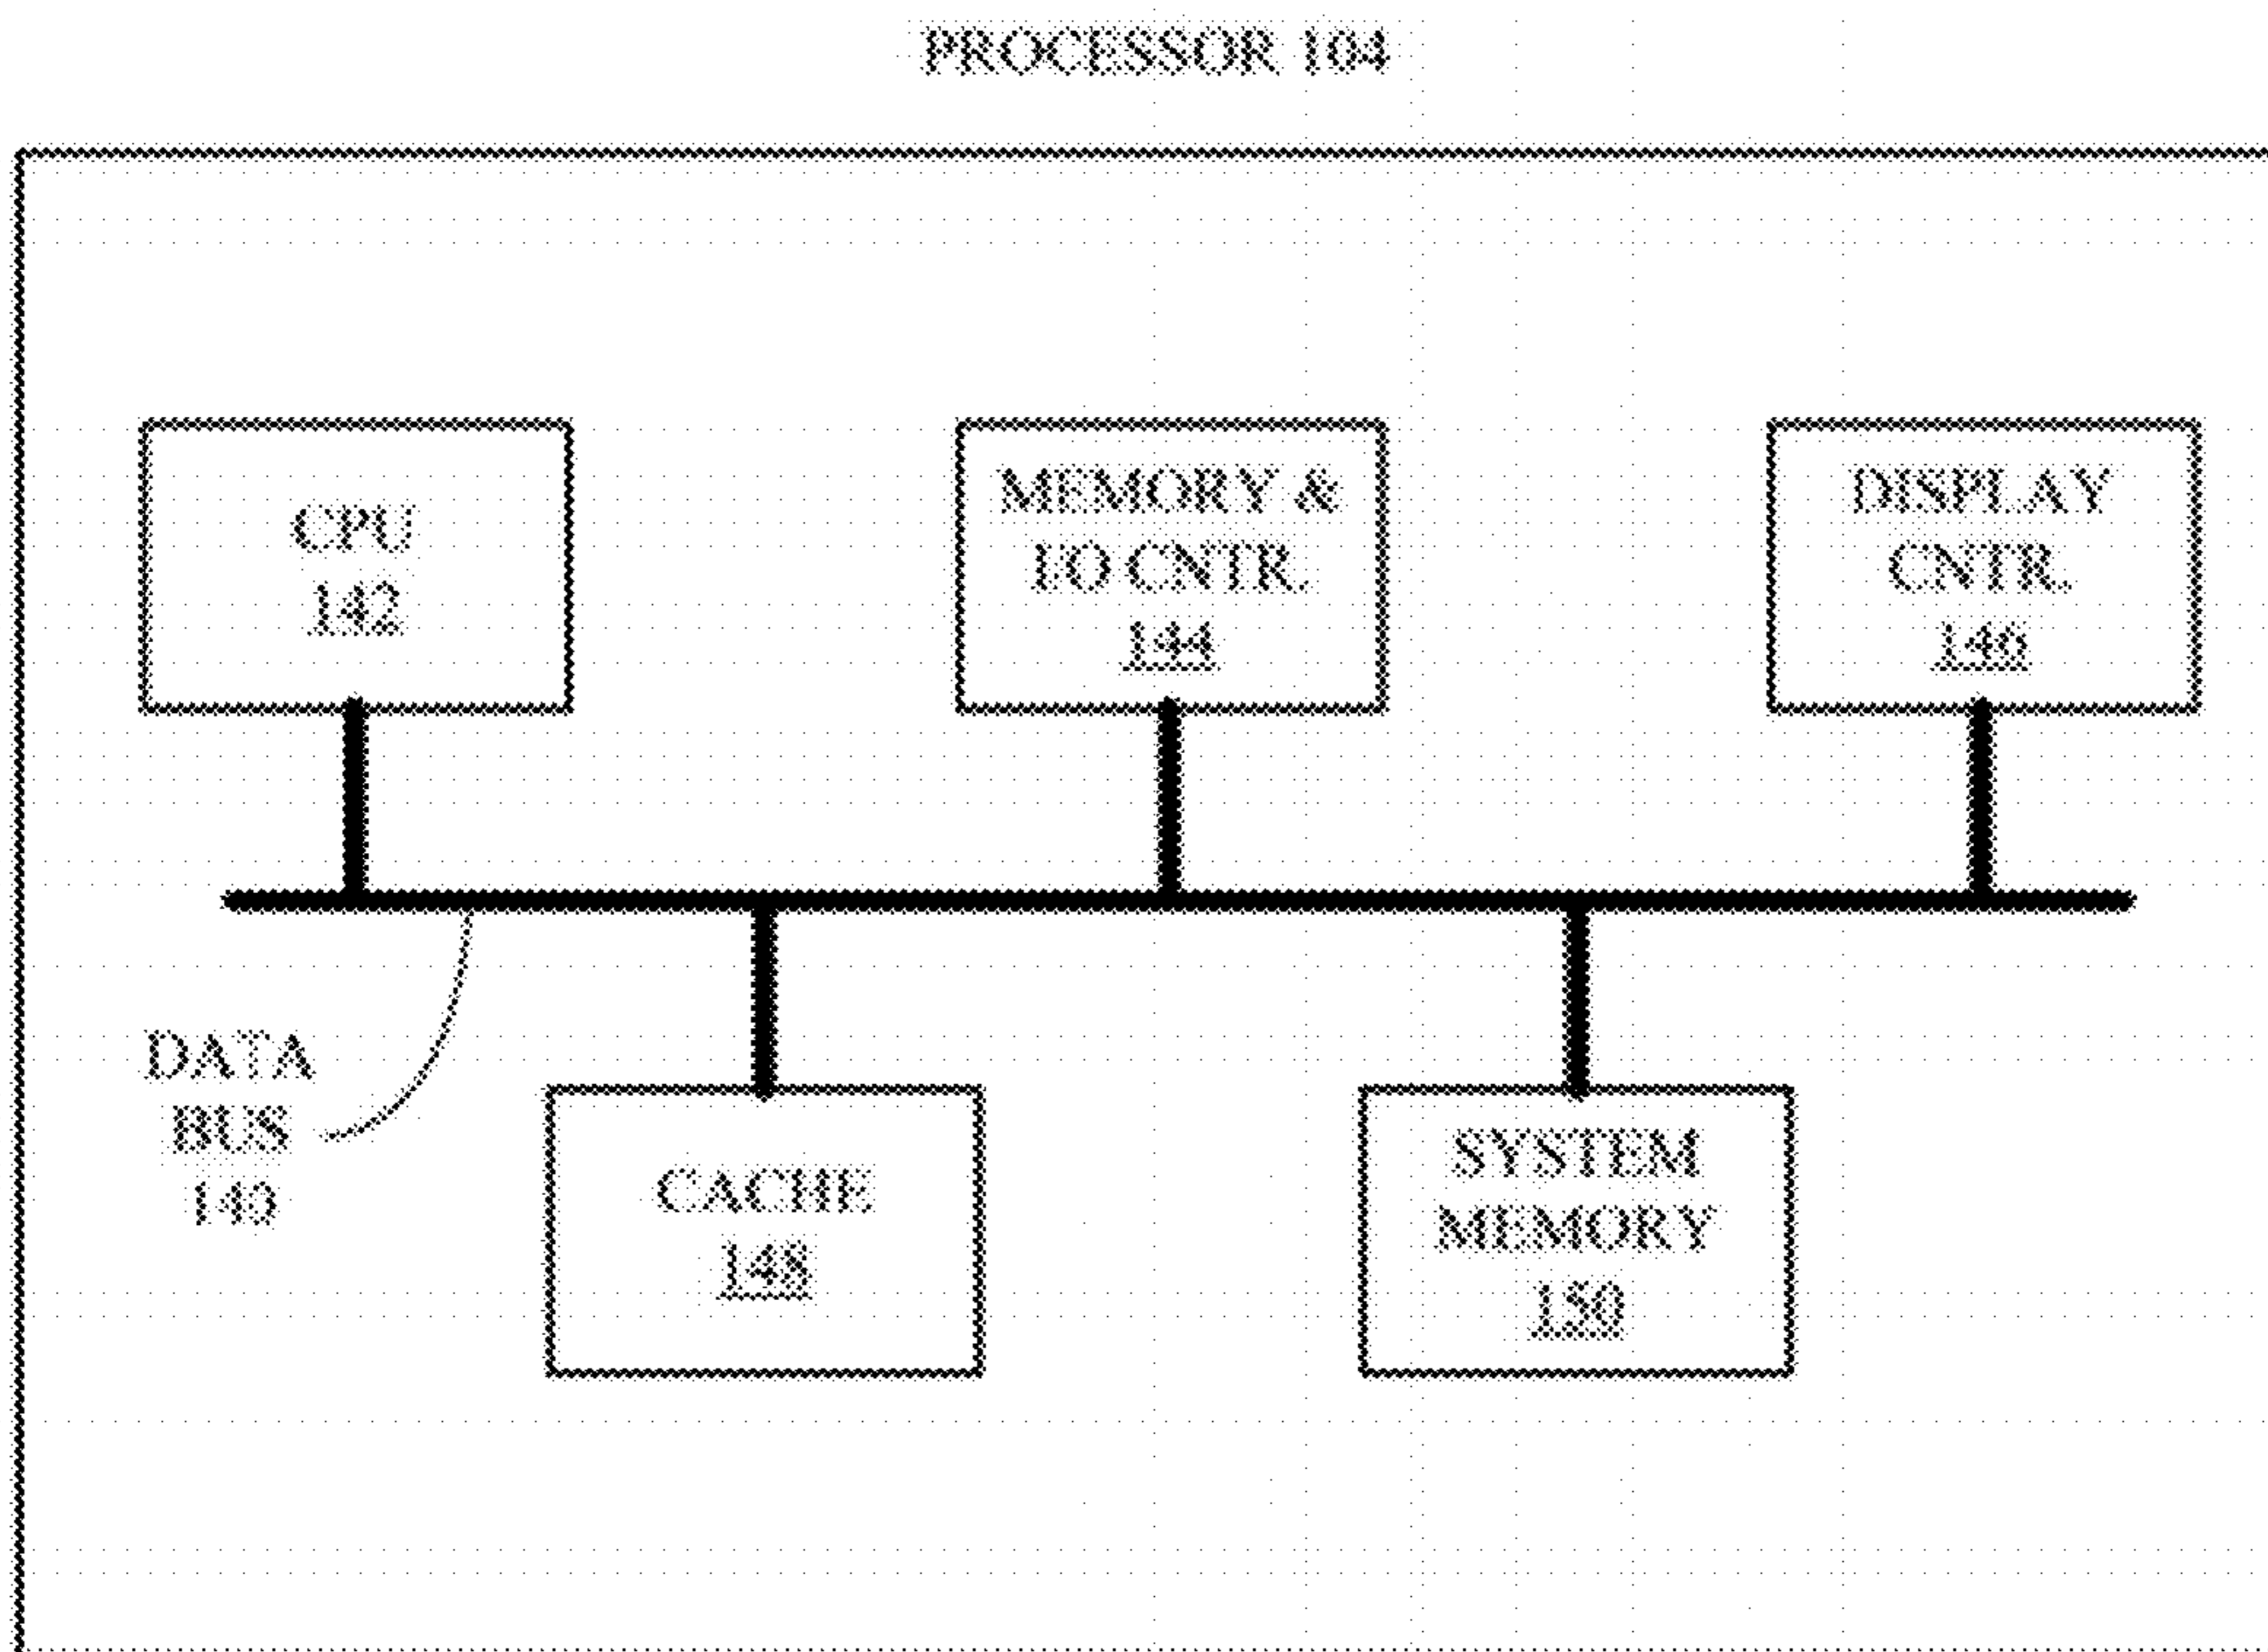 PROCESSOR 104
CPU
142
MEMORY &
I/O CNTR.
144
DISPLAY
CNTR.
146
DATA
BUS
140
CACHE
148
SYSTEM
MEMORY
150